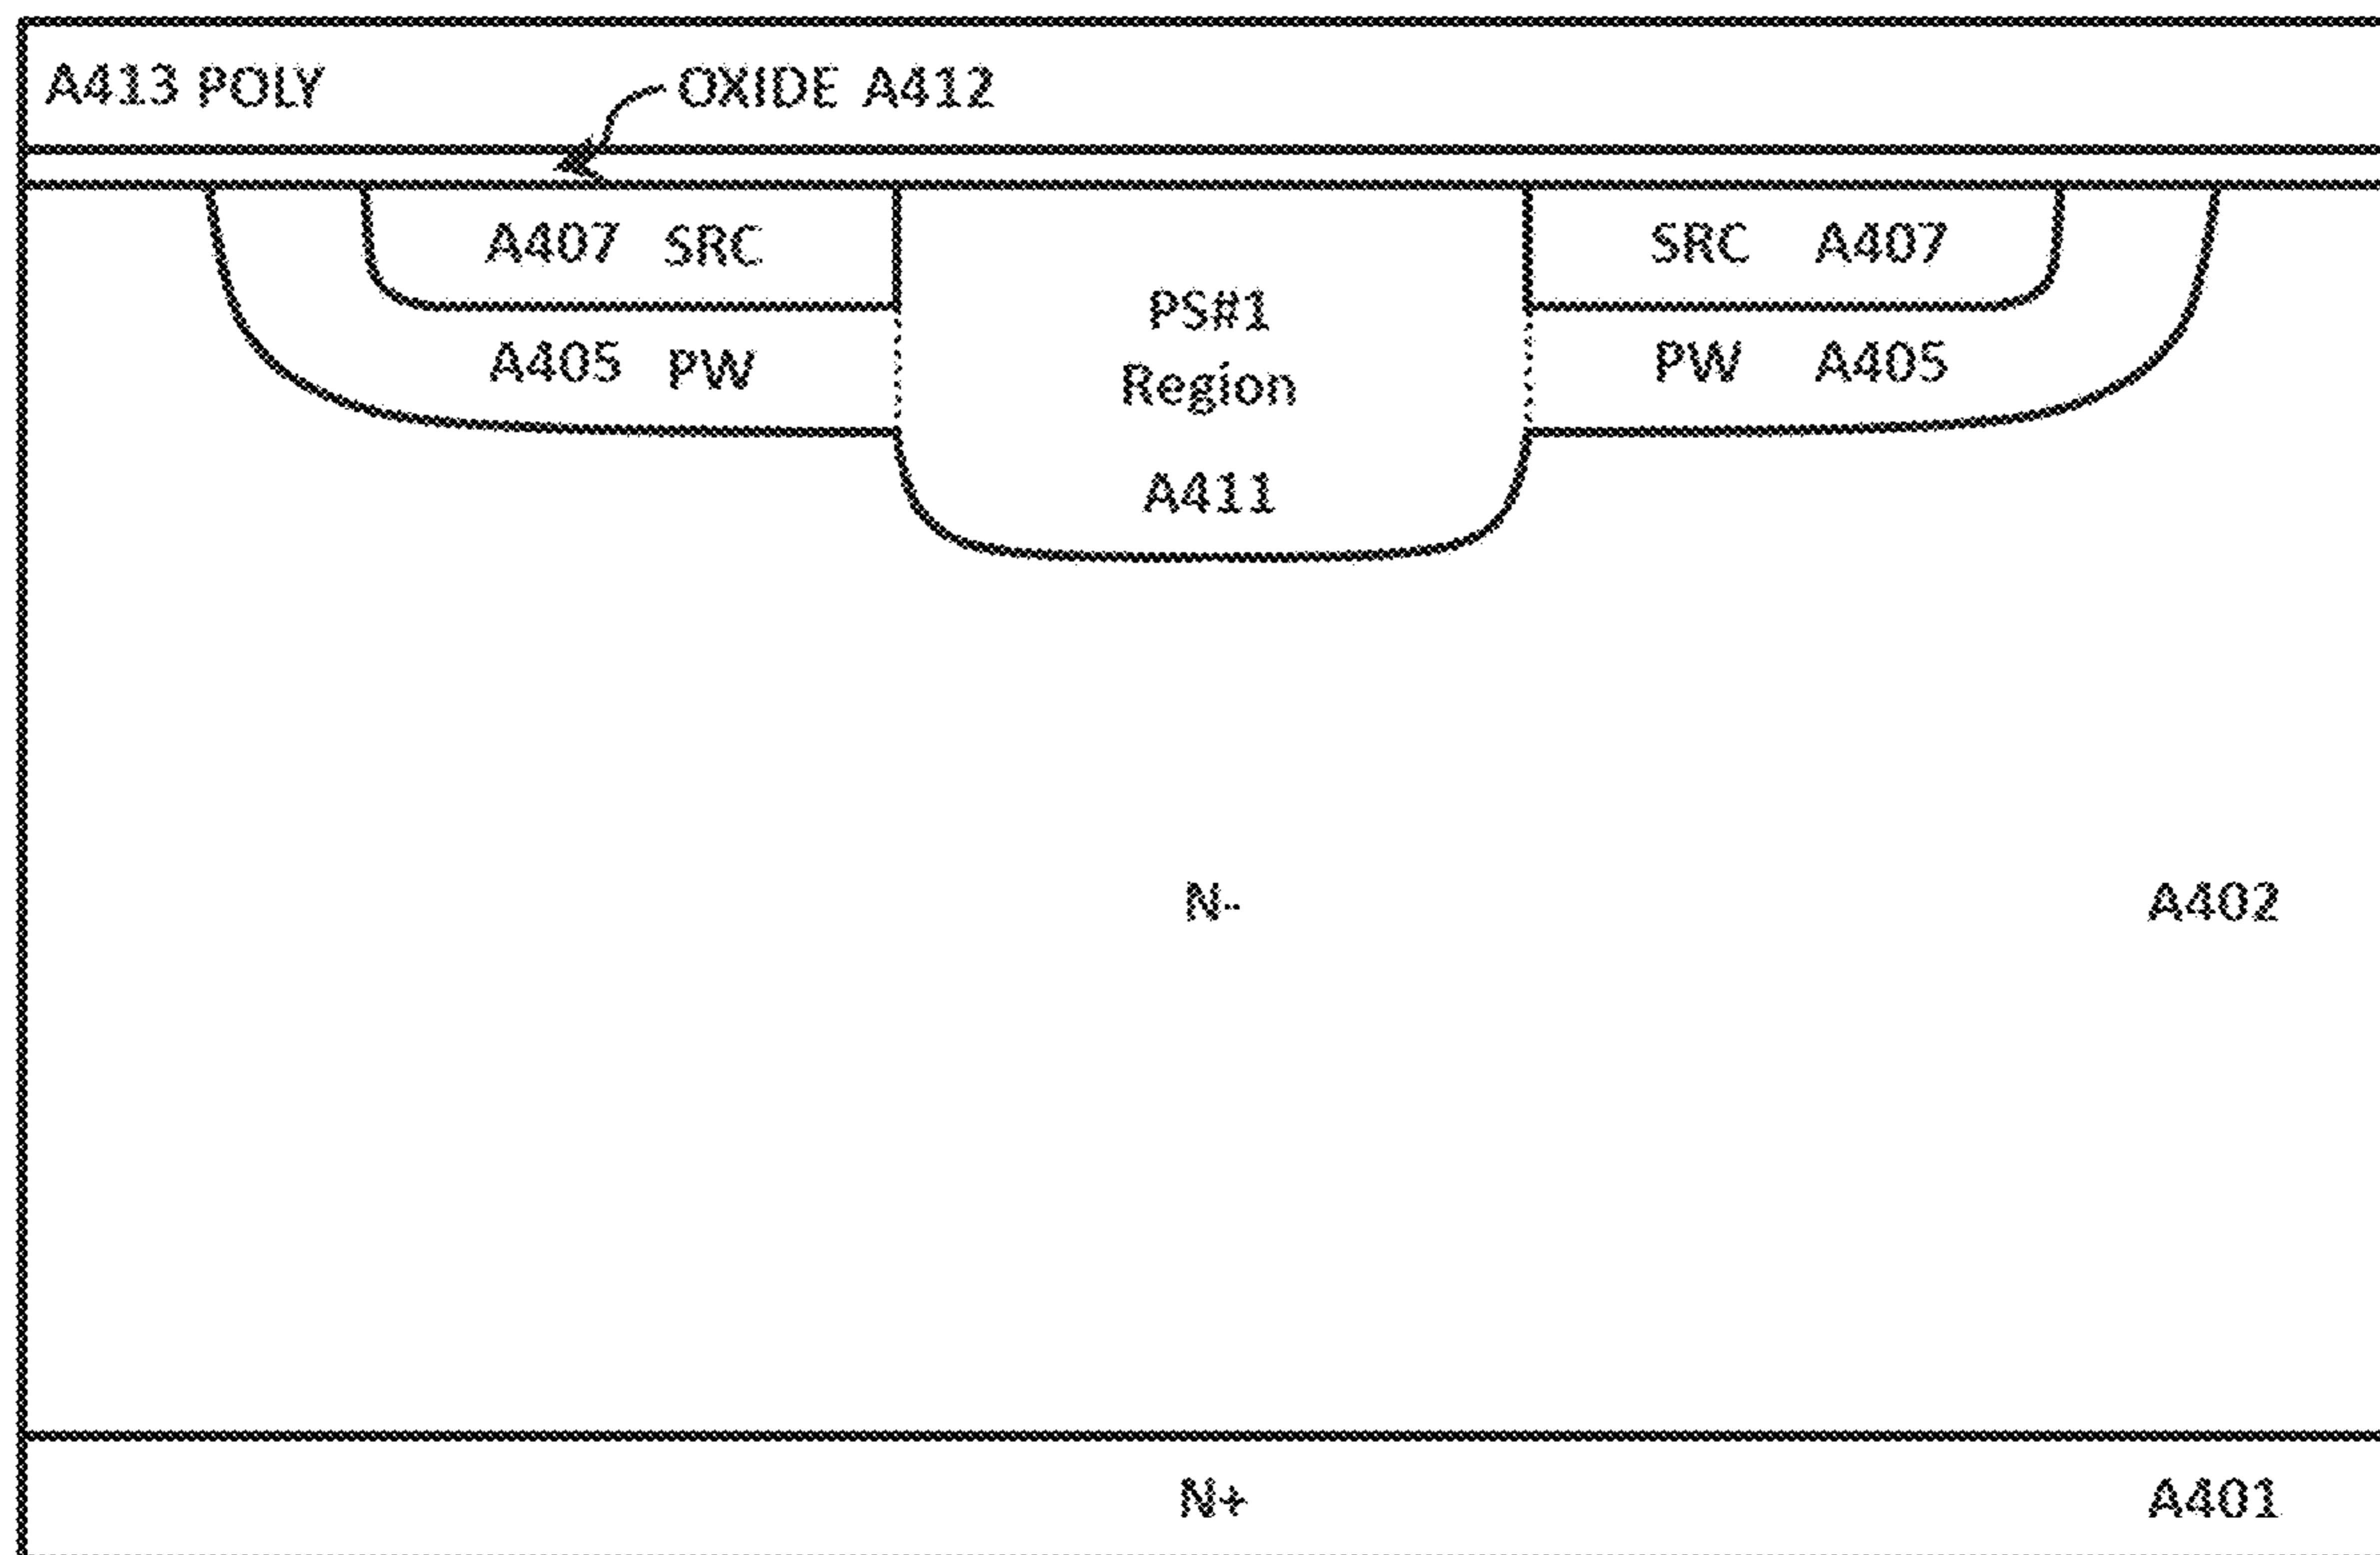 A413 POLY
OXIDE A412
A407 SRC
SRC A407
PS#1
Region
A411
A405 PW
PW A405
N-
A402
N+
A401